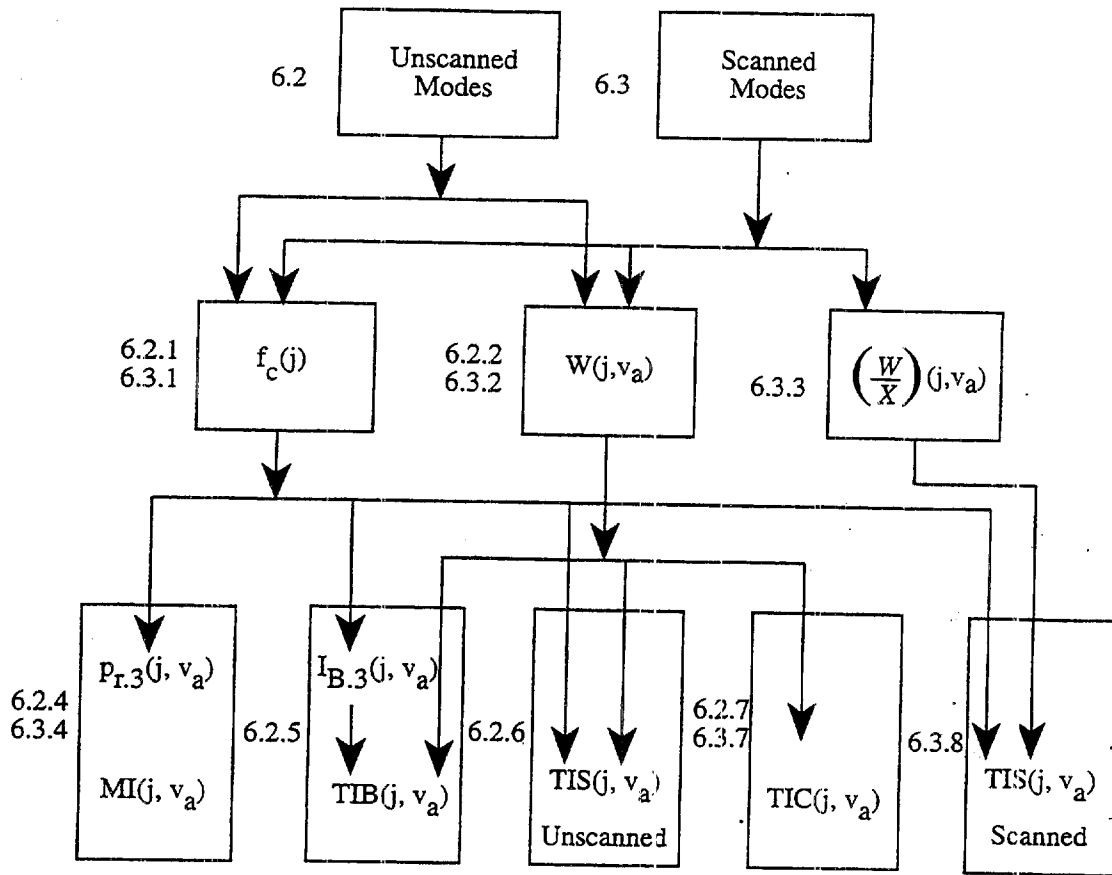 6.2
Unscanned
Modes
6.3
Scanned
Modes
6.2.1
6.3.1
f_c(j)
6.2.2
6.3.2
W(j,v_a)
6.3.3
(W/X)(j,v_a)
6.2.4
6.3.4
p_r.3(j, v_a)
MI(j, v_a)
6.2.5
I_B.3(j, v_a)
TIB(j, v_a)
6.2.6
TIS(j, v_a)
Unscanned
6.2.7
6.3.7
TIC(j, v_a)
6.3.8
TIS(j, v_a)
Scanned